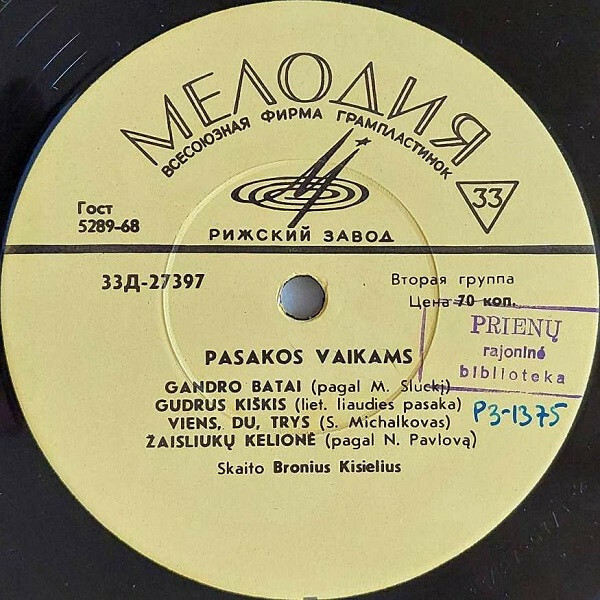 МЕЛОДИЯ
ВСЕСОЮЗНАЯ ФИРМА ГРАМПЛАСТИНОК
33
Гост
5289-68
РИЖСКИЙ ЗАВОД
33Д-27397
Вторая группа
Цена 70 коп.
PRIENŲ
rajoninė
biblioteka
PASAKOS VAIKAMS
GANDRO BATAI (pagal M. Sluckį)
GUDRUS KIŠKIS (liet. liaudies pasaka)
P3-1375
VIENS, DU, TRYS (S. Michalkovas)
ŽAISLIUKŲ KELIONĖ (pagal N. Pavlovą)
Skaito Bronius Kisielius